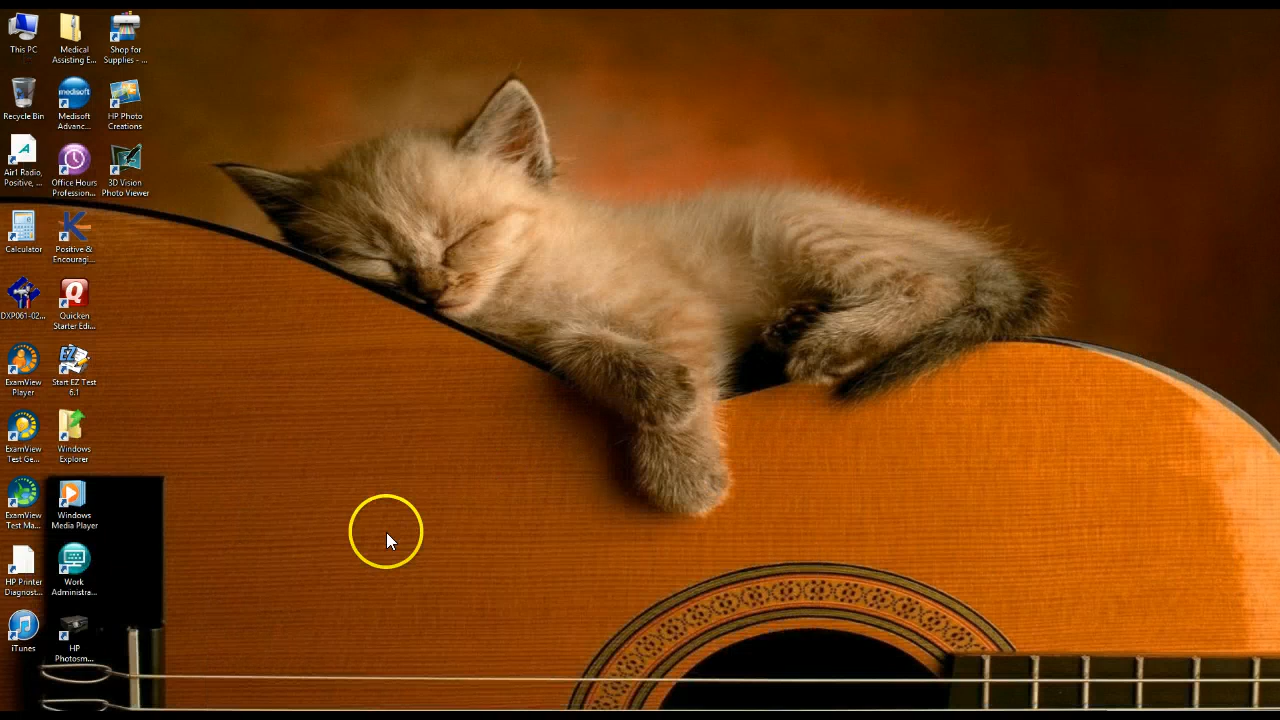 This PC
Recycle Bin
Air1 Radio,
Positive, ...
Calculator
DXP061-02...
ExamView
Player
ExamView
Test Ge...
ExamView
Test Ma...
HP Printer
Diagnost...
iTunes
Medical
Assisting E...
medisoft
Medisoft
Advanc...
Office Hours
Profession...
K
Positive &
Encouragi...
Q
Quicken
Starter Edi...
EZ
Start EZ Test
6.1
Windows
Explorer
Windows
Media Player
Work
Administra...
HP
Photosm...
Shop for
Supplies - ...
HP Photo
Creations
3D Vision
Photo Viewer